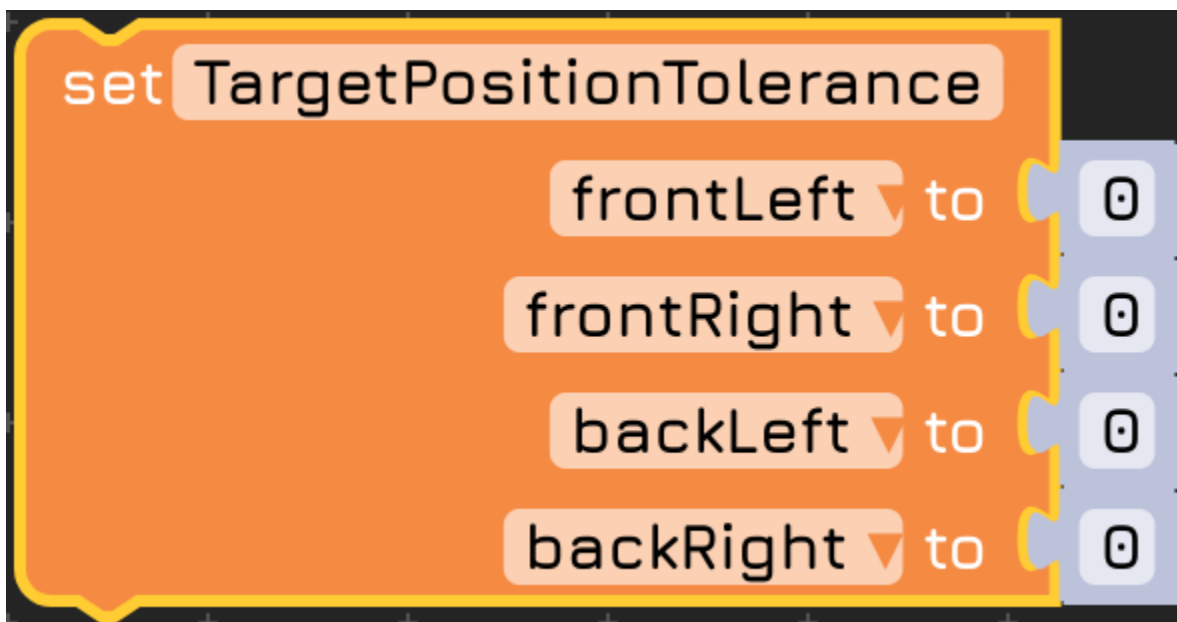 set TargetPositionTolerance
frontLeft to 0
frontRight to 0
backLeft to 0
backRight to 0